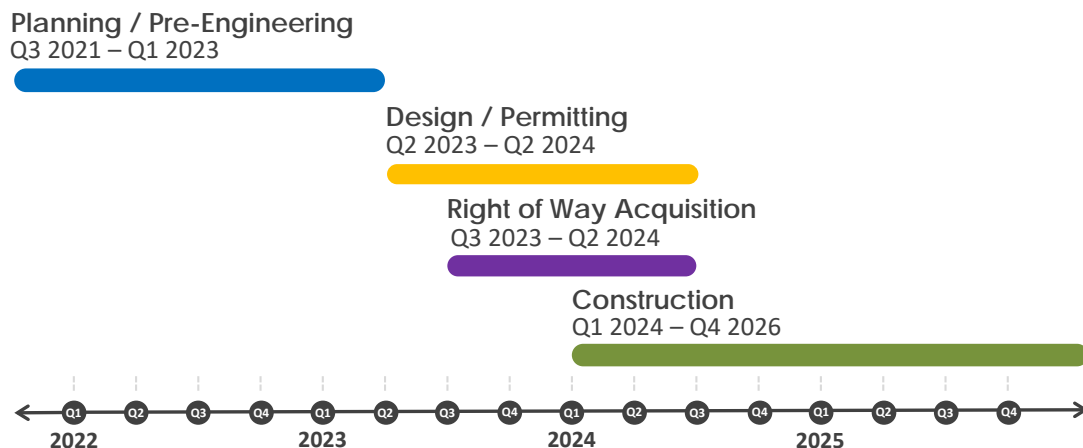 Planning / Pre-Engineering
Q3 2021 – Q1 2023
Design / Permitting
Q2 2023 – Q2 2024
Right of Way Acquisition
Q3 2023 – Q2 2024
Construction
Q1 2024 – Q4 2026
Q1 Q2 Q3 Q4 Q1 Q2 Q3 Q4 Q1 Q2 Q3 Q4 Q1 Q2 Q3 Q4
2022 2023 2024 2025